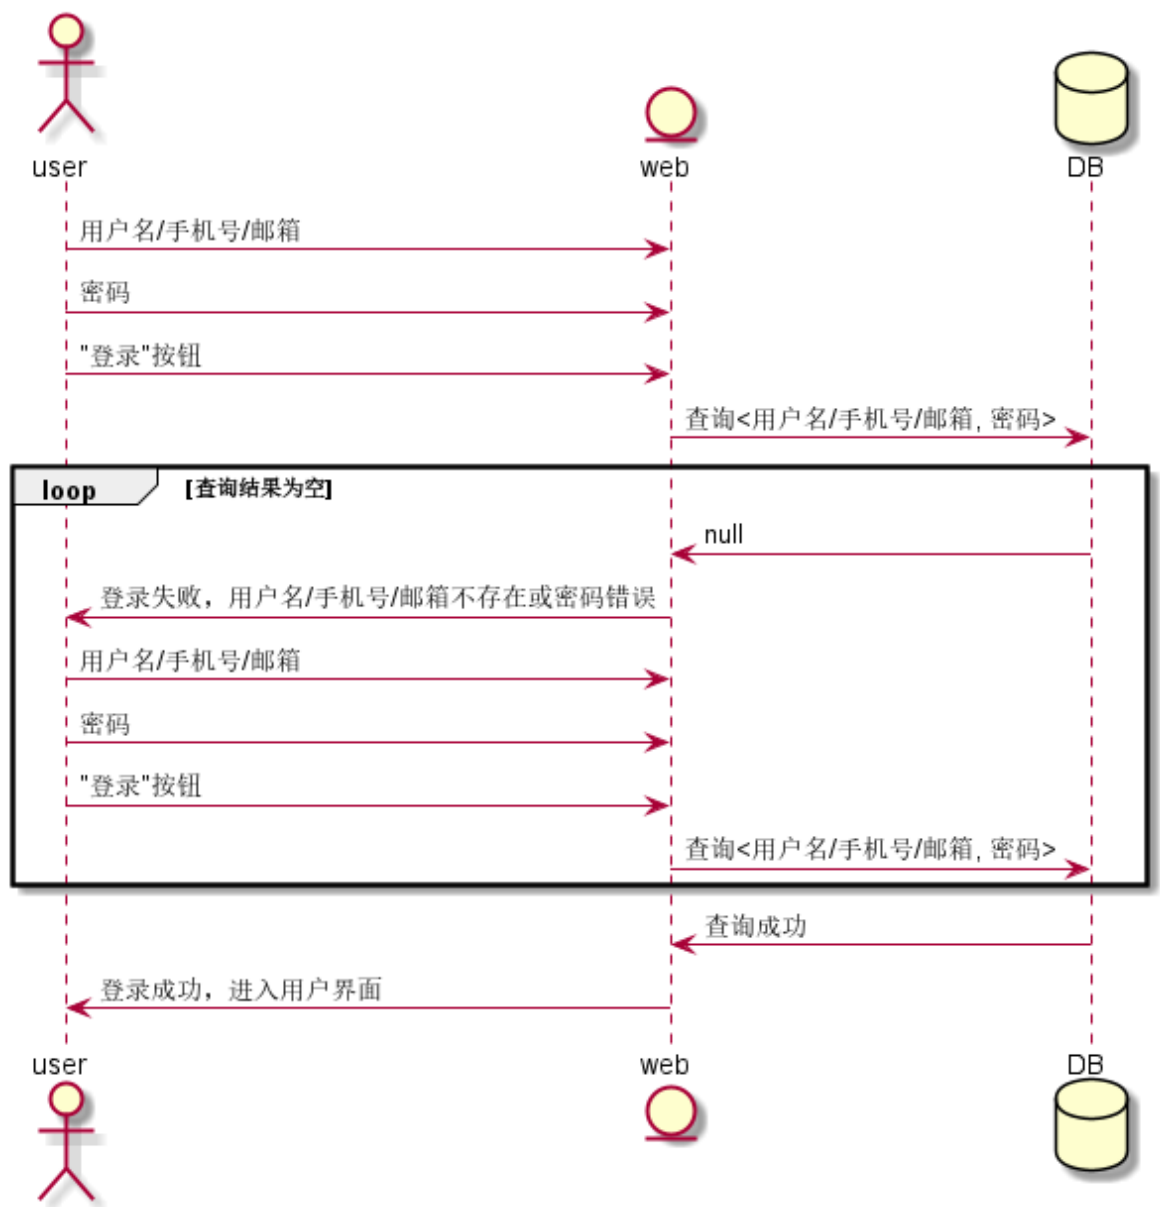 user
web
DB
用户名/手机号/邮箱
密码
"登录"按钮
查询<用户名/手机号/邮箱, 密码>
loop
[查询结果为空]
null
登录失败，用户名/手机号/邮箱不存在或密码错误
用户名/手机号/邮箱
密码
"登录"按钮
查询<用户名/手机号/邮箱, 密码>
查询成功
登录成功，进入用户界面
user
web
DB